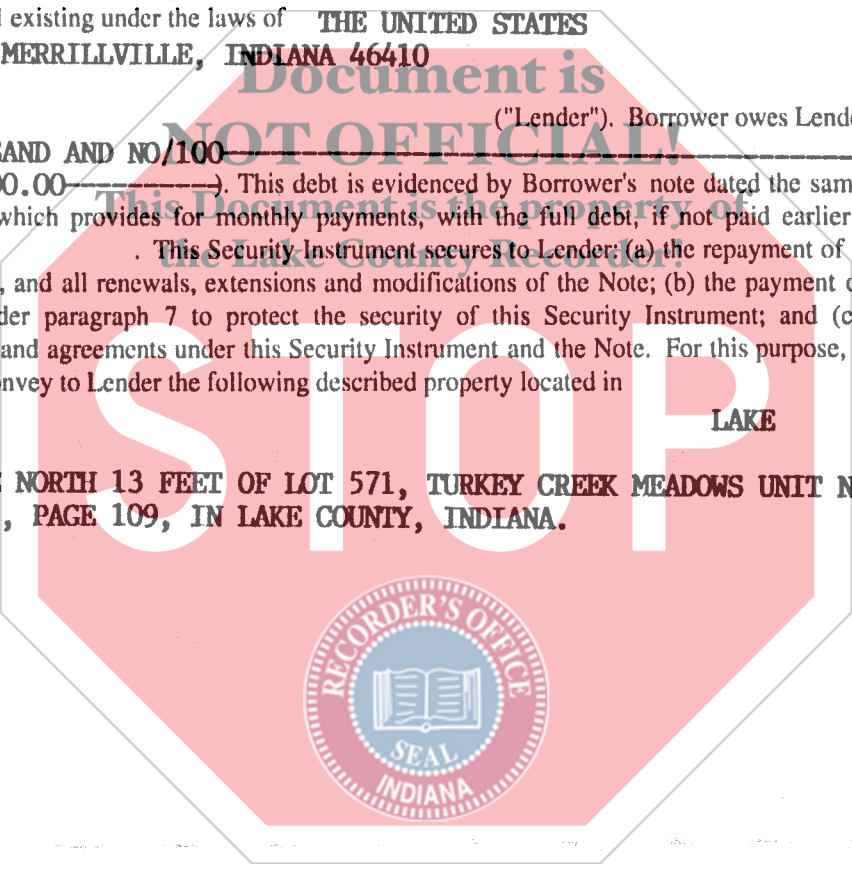 existing under the laws of THE UNITED STATES
MERRILLVILLE, INDIANA 46410
Document is
("Lender"). Borrower owes Lende
NOT OFFICIAL!
AND AND NO/100
00.00 ). This debt is evidenced by Borrower's note dated the sam
This Document is the property of
which provides for monthly payments, with the full debt, if not paid earlier
the Lake County Recorder!
. This Security Instrument secures to Lender: (a) the repayment of
, and all renewals, extensions and modifications of the Note; (b) the payment o
der paragraph 7 to protect the security of this Security Instrument; and (c
and agreements under this Security Instrument and the Note. For this purpose,
nvey to Lender the following described property located in
LAKE
STOP
NORTH 13 FEET OF LOT 571, TURKEY CREEK MEADOWS UNIT N
, PAGE 109, IN LAKE COUNTY, INDIANA.
RECORDER'S OFFICE
SEAL
INDIANA